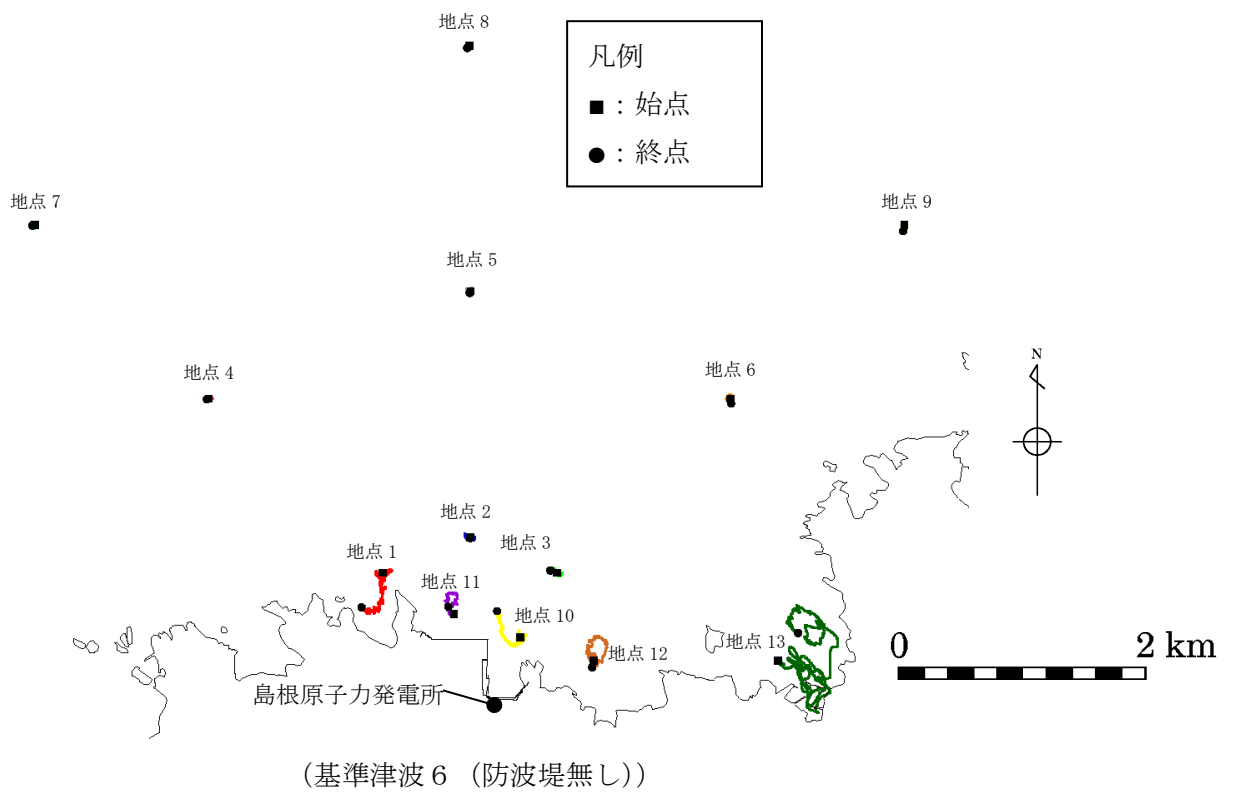 地点 8
凡例
■：始点
●：終点
地点 7
地点 9
地点 5
地点 4
地点 6
N
地点 2
地点 3
地点 1
地点 11
地点 10
地点 12
地点 13
0 2 km
島根原子力発電所
（基準津波６（防波堤無し））